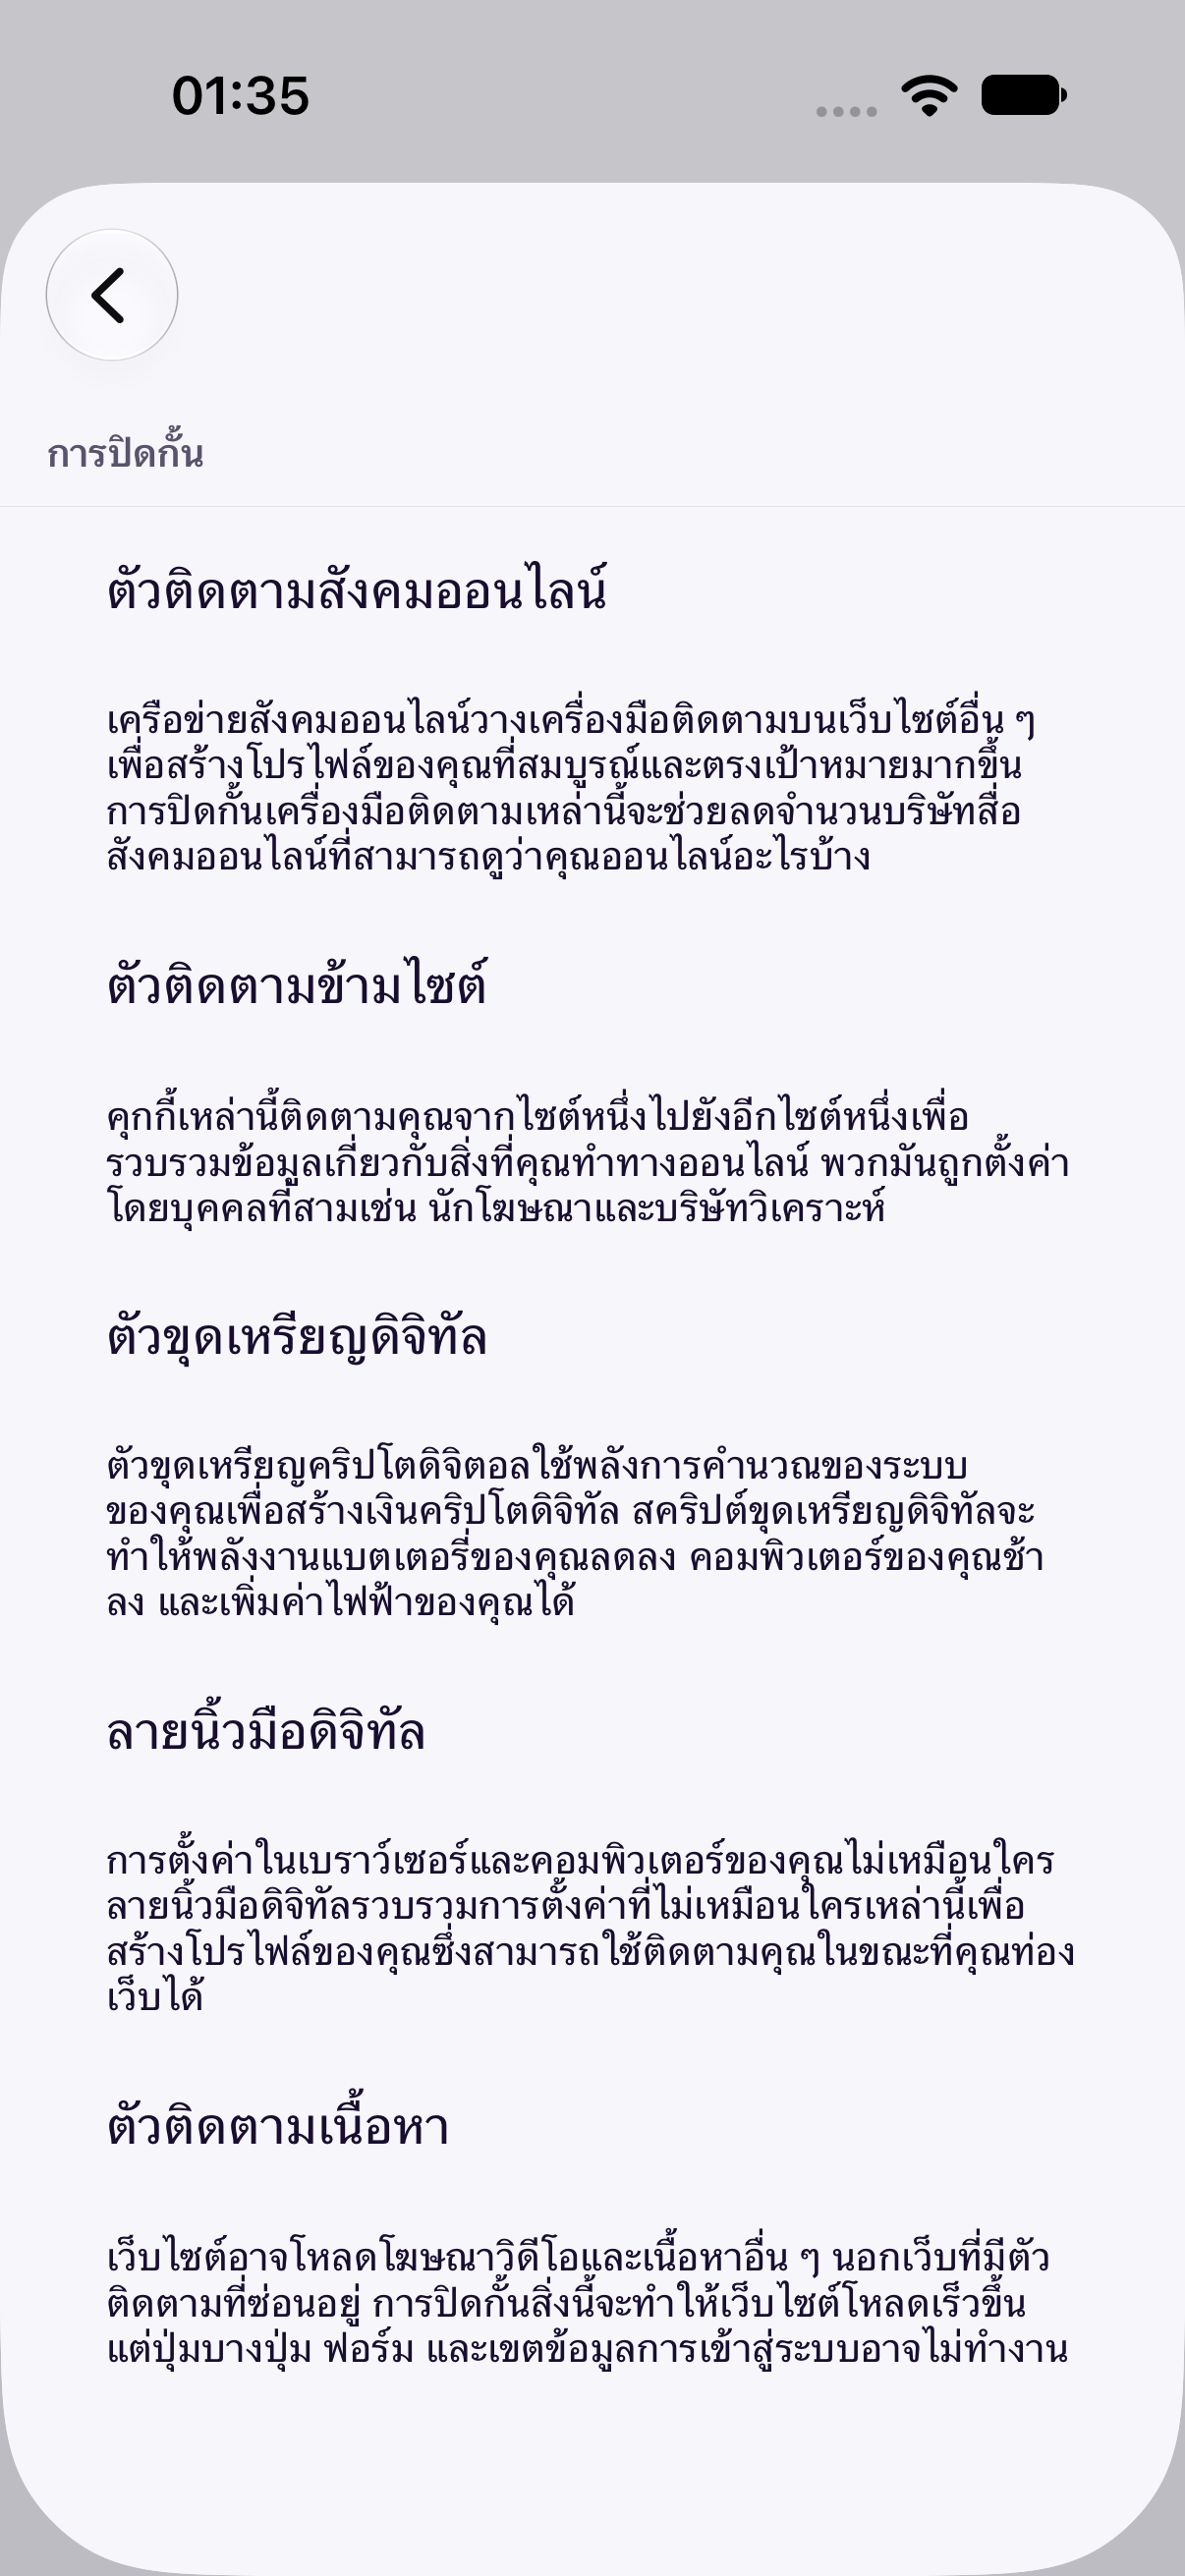 01:35
การปิดกั้น
ตัวติดตามสังคมออนไลน์
เครือข่ายสังคมออนไลน์วางเครื่องมือติดตามบนเว็บไซต์อื่น ๆ
เพื่อสร้างโปรไฟล์ของคุณที่สมบูรณ์และตรงเป้าหมายมากขึ้น
การปิดกั้นเครื่องมือติดตามเหล่านี้จะช่วยลดจำนวนบริษัทสื่อ
สังคมออนไลน์ที่สามารถดูว่าคุณออนไลน์อะไรบ้าง
ตัวติดตามข้ามไซต์
คุกกี้เหล่านี้ติดตามคุณจากไซต์หนึ่งไปยังอีกไซต์หนึ่งเพื่อ
รวบรวมข้อมูลเกี่ยวกับสิ่งที่คุณทำทางออนไลน์ พวกมันถูกตั้งค่า
โดยบุคคลที่สามเช่น นักโฆษณาและบริษัทวิเคราะห์
ตัวขุดเหรียญดิจิทัล
ตัวขุดเหรียญคริปโตดิจิตอลใช้พลังการคำนวณของระบบ
ของคุณเพื่อสร้างเงินคริปโตดิจิทัล สคริปต์ขุดเหรียญดิจิทัลจะ
ทำให้พลังงานแบตเตอรี่ของคุณลดลง คอมพิวเตอร์ของคุณช้า
ลง และเพิ่มค่าไฟฟ้าของคุณได้
ลายนิ้วมือดิจิทัล
การตั้งค่าในเบราว์เซอร์และคอมพิวเตอร์ของคุณไม่เหมือนใคร
ลายนิ้วมือดิจิทัลรวบรวมการตั้งค่าที่ไม่เหมือนใครเหล่านี้เพื่อ
สร้างโปรไฟล์ของคุณซึ่งสามารถใช้ติดตามคุณในขณะที่คุณท่อง
เว็บได้
ตัวติดตามเนื้อหา
เว็บไซต์อาจโหลดโฆษณาวิดีโอและเนื้อหาอื่น ๆ นอกเว็บที่มีตัว
ติดตามที่ซ่อนอยู่ การปิดกั้นสิ่งนี้จะทำให้เว็บไซต์โหลดเร็วขึ้น
แต่ปุ่มบางปุ่ม ฟอร์ม และเขตข้อมูลการเข้าสู่ระบบอาจไม่ทำงาน